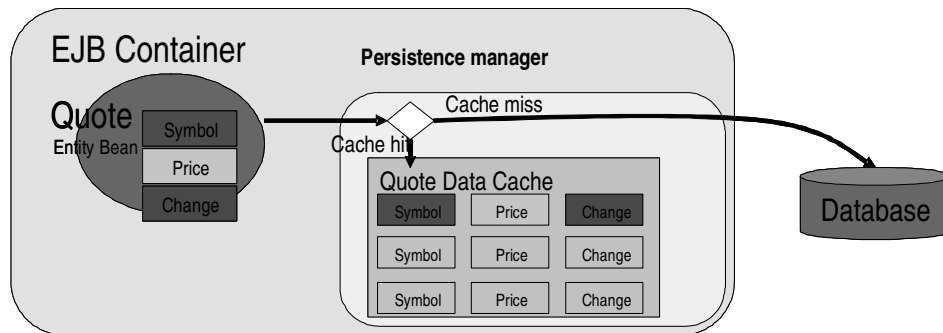 EJB Container
Persistence manager
Quote
Entity Bean
Symbol
Price
Change
Cache miss
Cache hit
Quote Data Cache
Symbol Price Change
Symbol Price Change
Symbol Price Change
Database